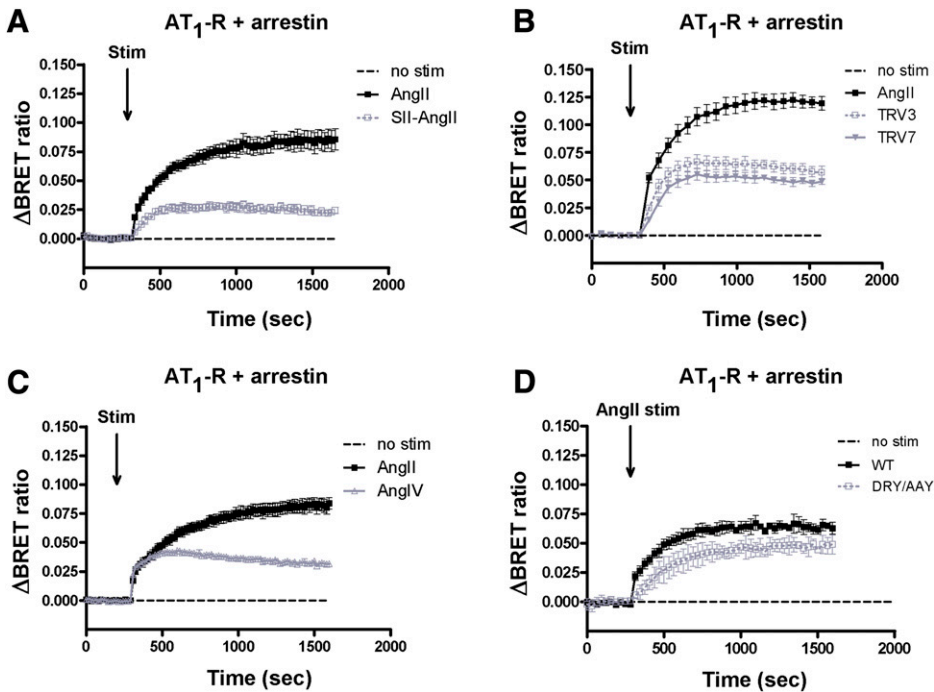 A
AT1-R + arrestin
Stim
no stim
AngII
SII-AngII
ΔBRET ratio
0.150
0.125
0.100
0.075
0.050
0.025
0.000
0
500
1000
1500
2000
Time (sec)
B
AT1-R + arrestin
Stim
no stim
AngII
TRV3
TRV7
ΔBRET ratio
0.150
0.125
0.100
0.075
0.050
0.025
0.000
0
500
1000
1500
2000
Time (sec)
C
AT1-R + arrestin
Stim
no stim
AngII
AngIV
ΔBRET ratio
0.150
0.125
0.100
0.075
0.050
0.025
0.000
0
500
1000
1500
2000
Time (sec)
D
AT1-R + arrestin
AngII stim
no stim
WT
DRY/AAY
ΔBRET ratio
0.150
0.125
0.100
0.075
0.050
0.025
0.000
0
500
1000
1500
2000
Time (sec)